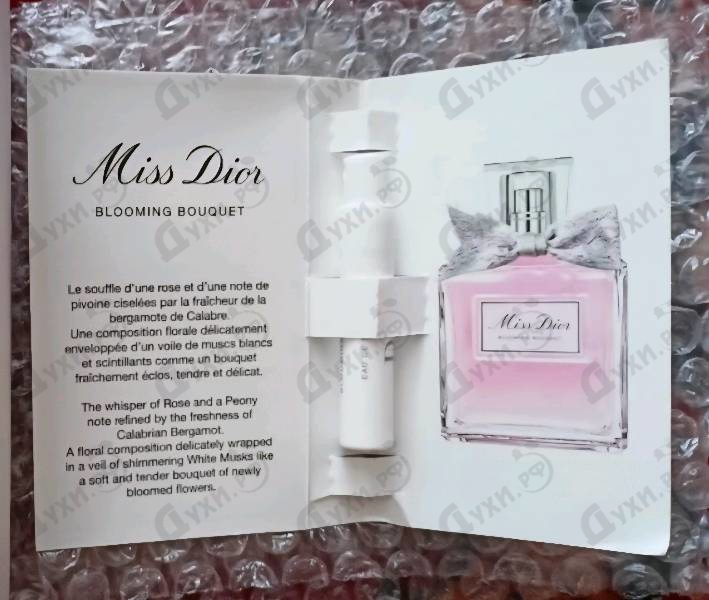 Miss Dior
BLOOMING BOUQUET
Le souffle d'une rose et d'une note de
pivoine ciselées par la fraîcheur de la
bergamote de Calabre.
Une composition florale délicatement
enveloppée d'un voile de muscs blancs
et scintillants comme un bouquet
fraîchement éclos, tendre et délicat.
The whisper of Rose and a Peony
note refined by the freshness of
Calabrian Bergamot.
A floral composition delicately wrapped
in a veil of shimmering White Musks like
a soft and tender bouquet of newly
bloomed flowers.
EAU DE
Miss Dior
BLOOMING BOUQUET
Духи.рф